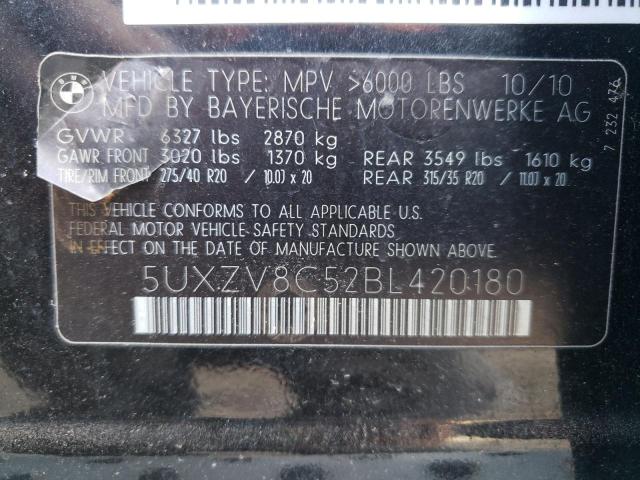 BMW
VEHICLE TYPE: MPV >6000 LBS 10/10
MFD BY BAYERISCHE MOTORENWERKE AG
GVWR 6327 lbs 2870 kg
GAWR FRONT 3020 lbs 1370 kg REAR 3549 lbs 1610 kg
TIRE/RIM FRONT 275/40 R20 / 10.0J x 20 REAR 315/35 R20 / 11.0J x 20
THIS VEHICLE CONFORMS TO ALL APPLICABLE U.S.
FEDERAL MOTOR VEHICLE SAFETY STANDARDS
IN EFFECT ON THE DATE OF MANUFACTURE SHOWN ABOVE
5UXZV8C52BL420180
7 232 476